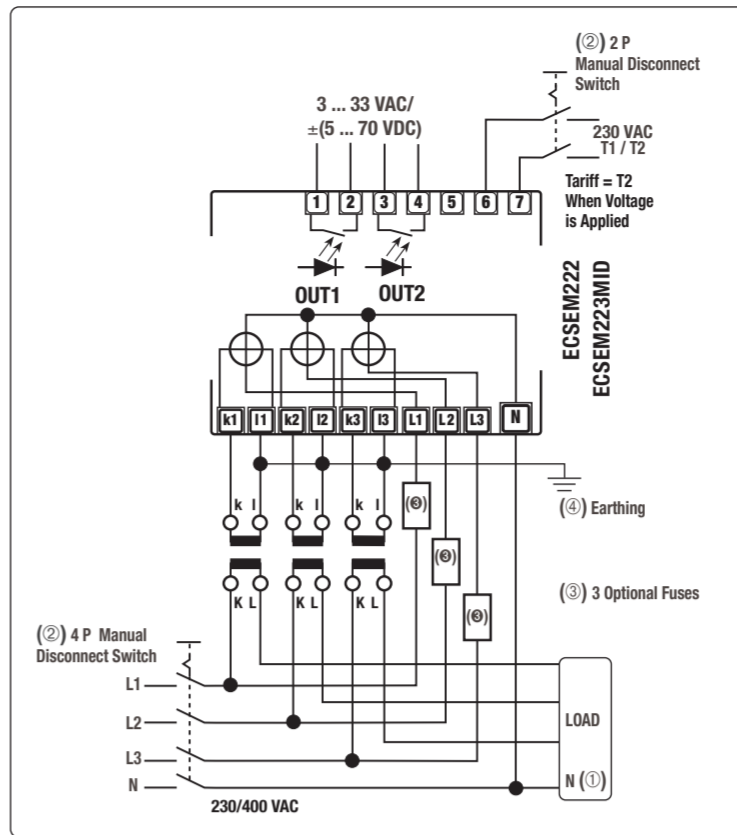 (②) 2 P
Manual Disconnect
Switch
3 ... 33 VAC/
±(5 ... 70 VDC)
230 VAC
T1 / T2
Tariff = T2
When Voltage
is Applied
1 2 3 4 5 6 7
OUT1 OUT2
ECSEM222
ECSEM223MID
k1 l1 k2 l2 k3 l3 L1 L2 L3 N
k l k l k l
(❸)
(❸)
(❸)
(④) Earthing
K L K L K L
(③) 3 Optional Fuses
(②) 4 P Manual
Disconnect Switch
L1
L2
L3
N
LOAD
N (①)
230/400 VAC